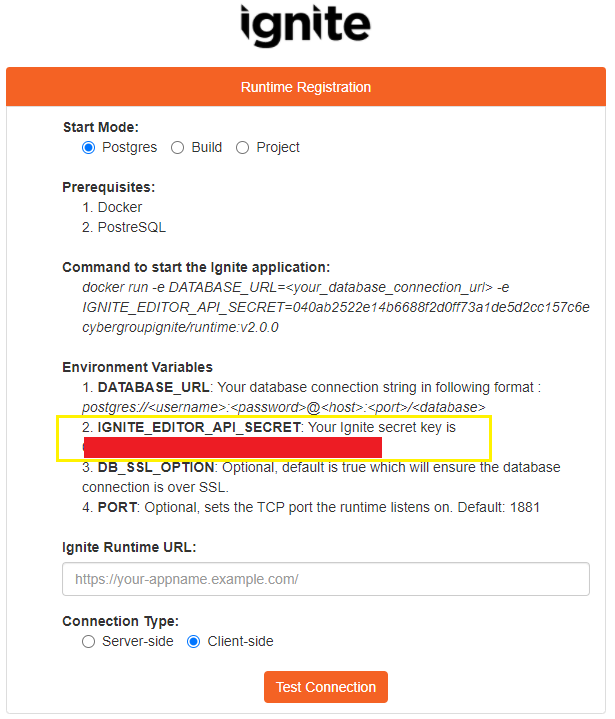 ignite
Runtime Registration
Start Mode:
Postgres Build Project
Prerequisites:
1. Docker
2. PostreSQL
Command to start the Ignite application:
docker run -e DATABASE_URL=<your_database_connection_url> -e
IGNITE_EDITOR_API_SECRET=040ab2522e14b6688f2d0ff73a1de5d2cc157c6e
cybergroupignite/runtime:v2.0.0
Environment Variables
1. DATABASE_URL: Your database connection string in following format :
postgres://<username>:<password>@<host>:<port>/<database>
2. IGNITE_EDITOR_API_SECRET: Your Ignite secret key is
3. DB_SSL_OPTION: Optional, default is true which will ensure the database
connection is over SSL.
4. PORT: Optional, sets the TCP port the runtime listens on. Default: 1881
Ignite Runtime URL:
https://your-appname.example.com/
Connection Type:
Server-side Client-side
Test Connection